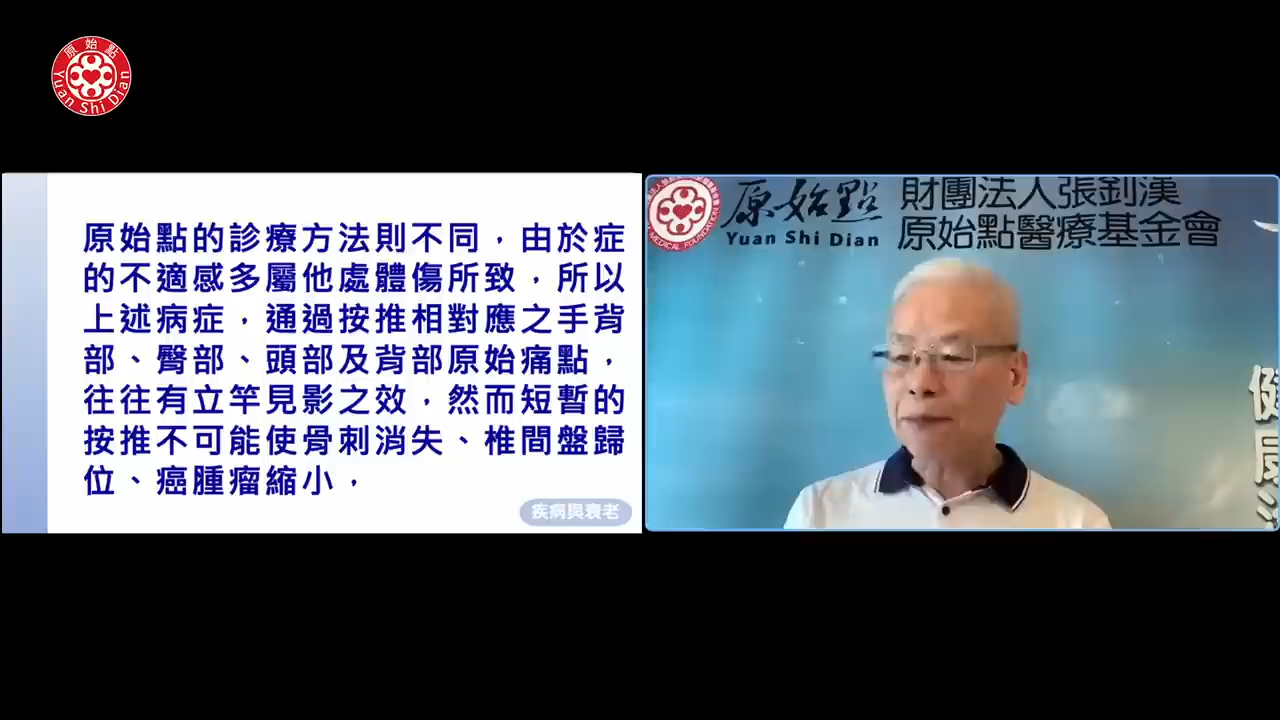 原始點
Yuan Shi Dian
原始點的診療方法則不同，由於症
的不適感多屬他處體傷所致，所以
上述病症，通過按推相對應之手背
部、臀部、頭部及背部原始痛點，
往往有立竿見影之效，然而短暫的
按推不可能使骨刺消失、椎間盤歸
位、癌腫瘤縮小，
疾病與衰老
原始點
Yuan Shi Dian
財團法人張釗漢
原始點醫療基金會
MEDICAL FOUNDATION
健康